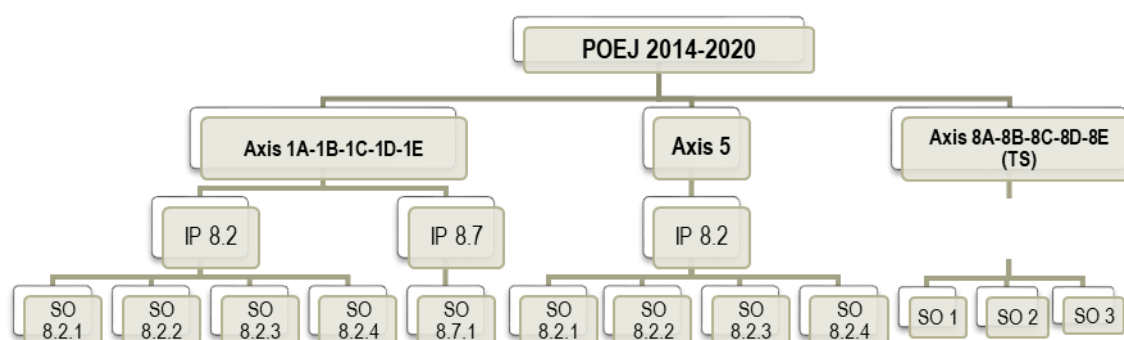 POEJ 2014-2020
Axis 1A-1B-1C-1D-1E
Axis 5
Axis 8A-8B-8C-8D-8E
(TS)
IP 8.2
IP 8.7
IP 8.2
SO
8.2.1
SO
8.2.2
SO
8.2.3
SO
8.2.4
SO
8.7.1
SO
8.2.1
SO
8.2.2
SO
8.2.3
SO
8.2.4
SO 1
SO 2
SO 3